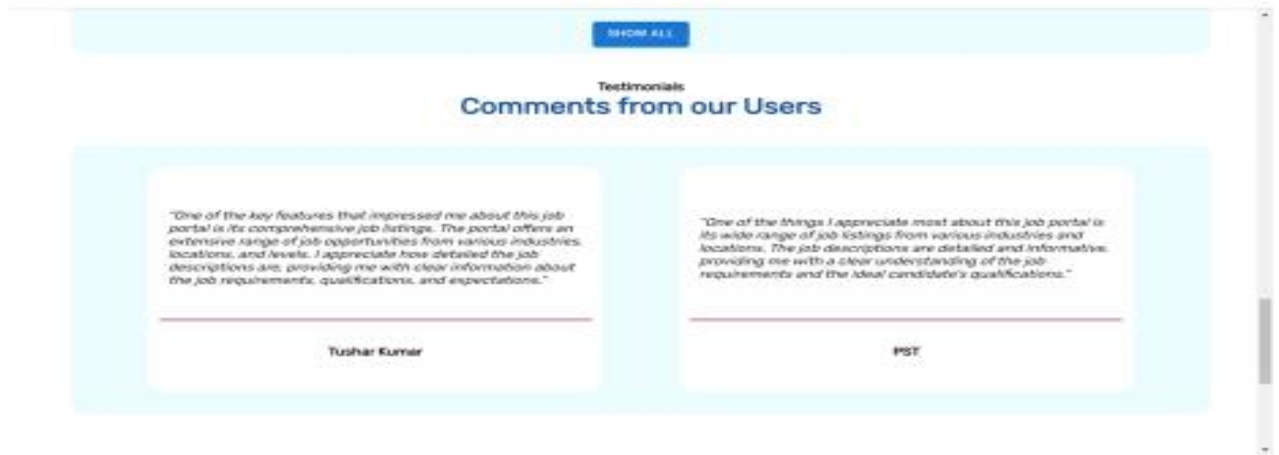 SHOW ALL
Testimonials
Comments from our Users
"One of the key features that impressed me about this job
portal is its comprehensive job listings. The portal offers an
extensive range of job opportunities from various industries,
locations, and levels. I appreciate how detailed the job
descriptions are, providing me with clear information about
the job requirements, qualifications, and expectations."
Tushar Kumar
"One of the things I appreciate most about this job portal is
its wide range of job listings from various industries and
locations. The job descriptions are detailed and informative,
providing me with a clear understanding of the job
requirements and the ideal candidate's qualifications."
PST